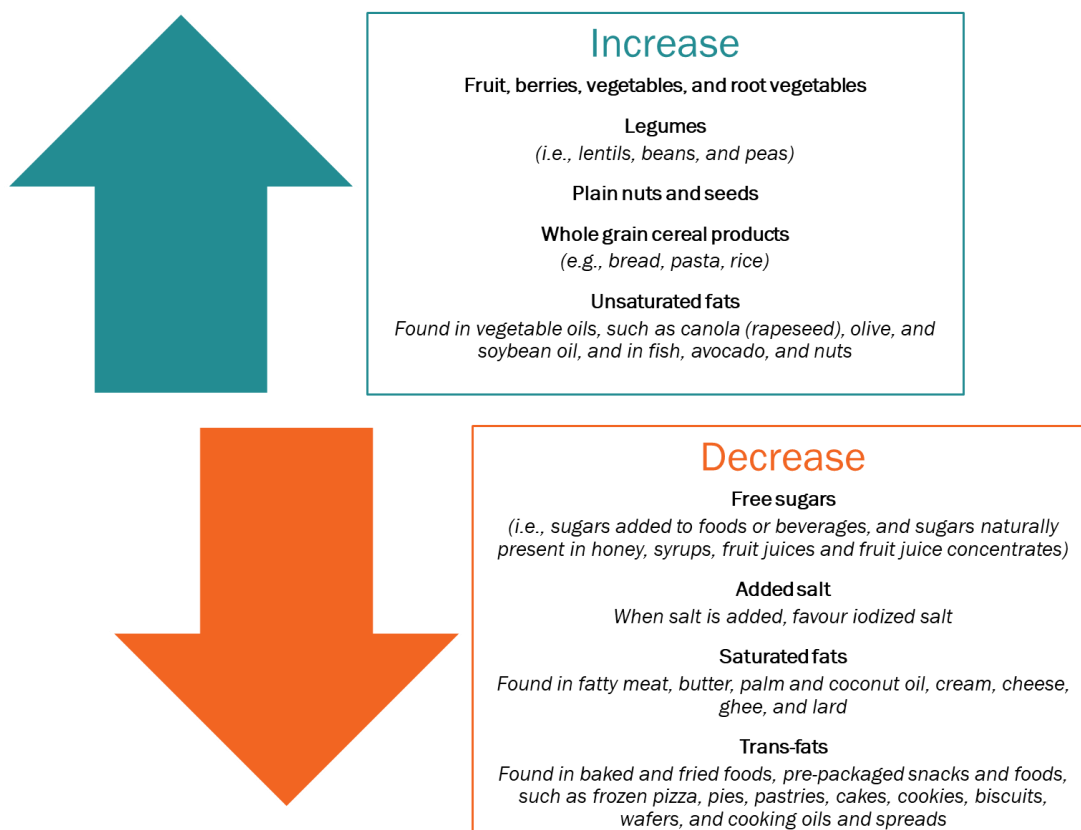 Increase
Fruit, berries, vegetables, and root vegetables
Legumes
(i.e., lentils, beans, and peas)
Plain nuts and seeds
Whole grain cereal products
(e.g., bread, pasta, rice)
Unsaturated fats
Found in vegetable oils, such as canola (rapeseed), olive, and
soybean oil, and in fish, avocado, and nuts
Decrease
Free sugars
(i.e., sugars added to foods or beverages, and sugars naturally
present in honey, syrups, fruit juices and fruit juice concentrates)
Added salt
When salt is added, favour iodized salt
Saturated fats
Found in fatty meat, butter, palm and coconut oil, cream, cheese,
ghee, and lard
Trans-fats
Found in baked and fried foods, pre-packaged snacks and foods,
such as frozen pizza, pies, pastries, cakes, cookies, biscuits,
wafers, and cooking oils and spreads